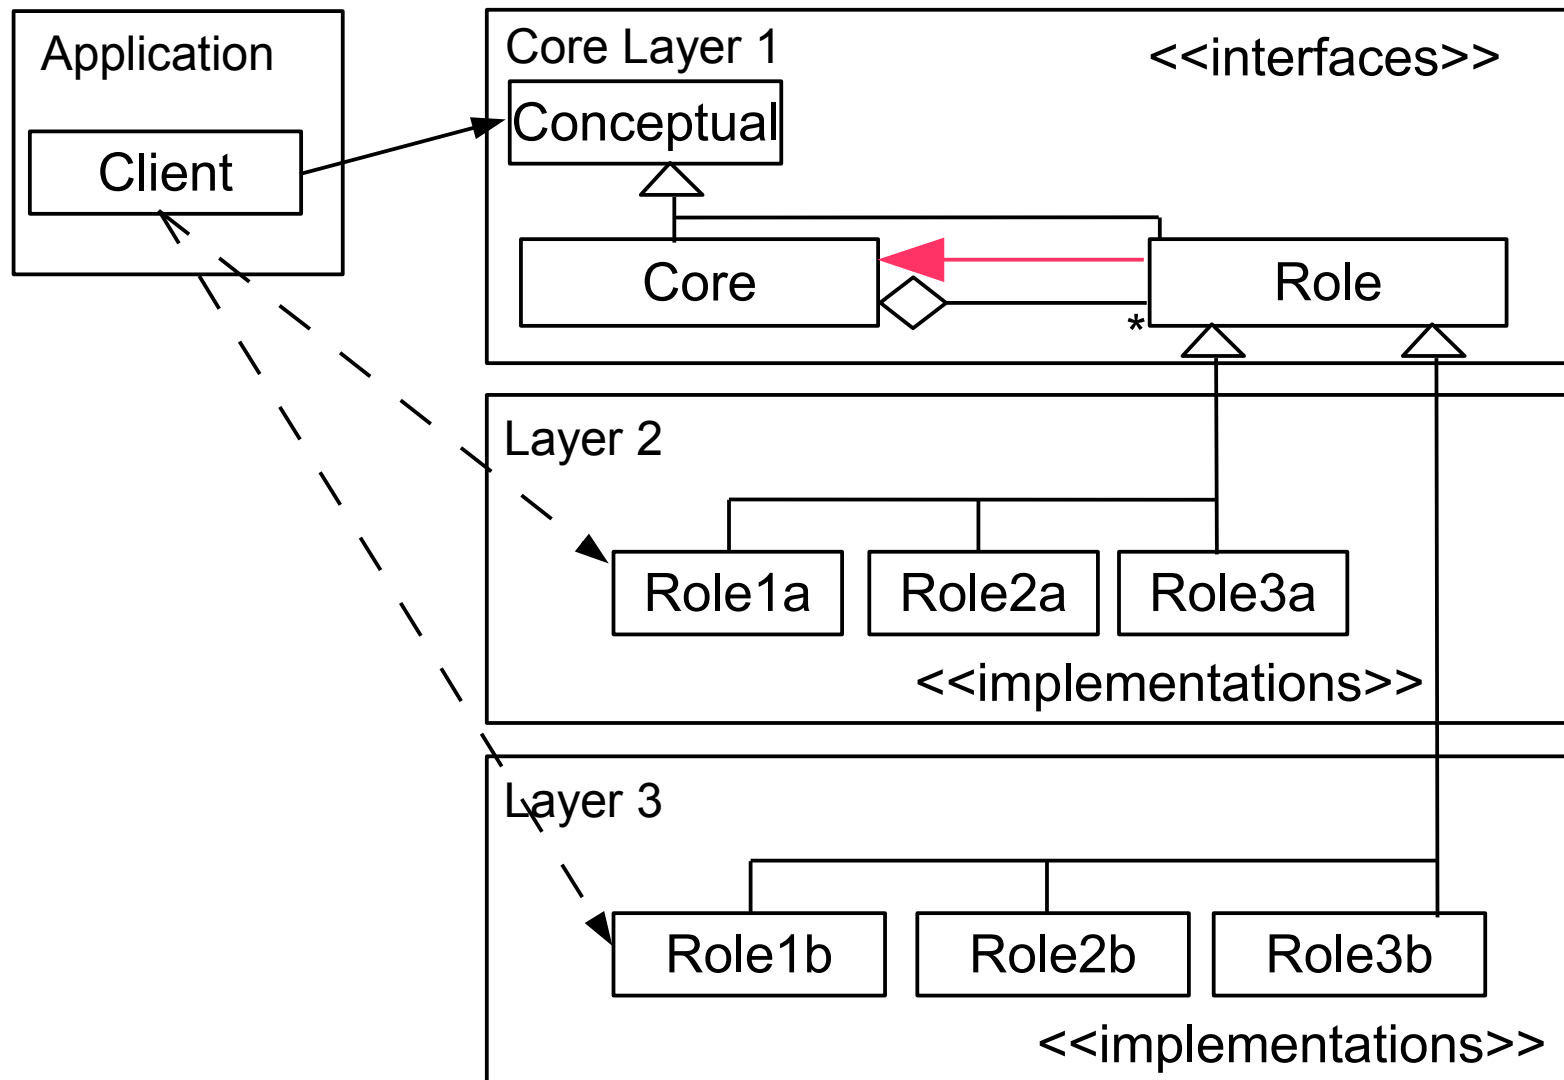 Application
Client
Core Layer 1
<<interfaces>>
Conceptual
Core
Role
*
Layer 2
Role1a
Role2a
Role3a
<<implementations>>
Layer 3
Role1b
Role2b
Role3b
<<implementations>>